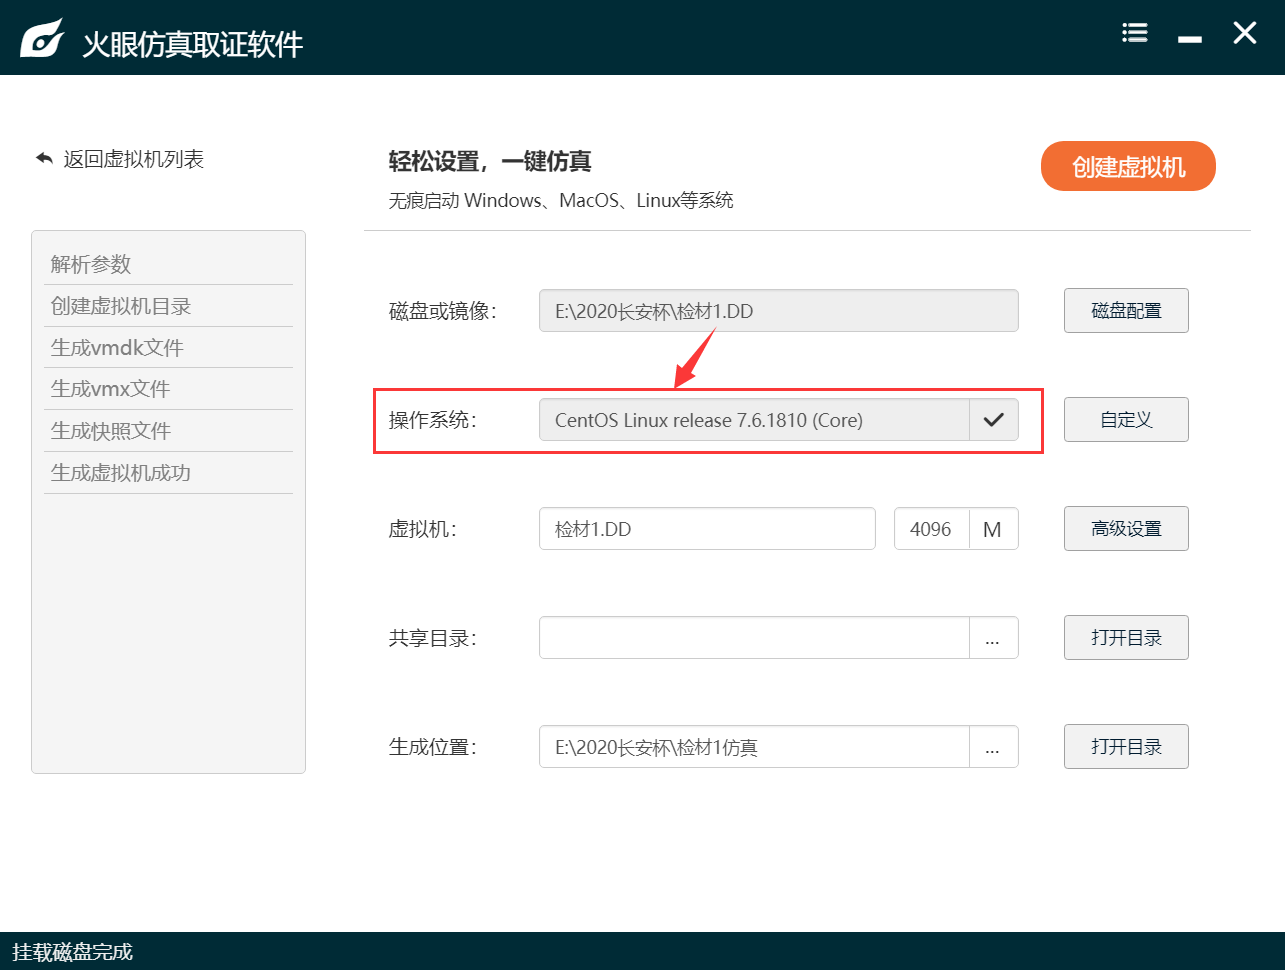 火眼仿真取证软件
返回虚拟机列表
轻松设置，一键仿真
无痕启动 Windows、MacOS、Linux等系统
创建虚拟机
解析参数
创建虚拟机目录
生成vmdk文件
生成vmx文件
生成快照文件
生成虚拟机成功
磁盘或镜像： E:\2020长安杯\检材1.DD 磁盘配置
操作系统： CentOS Linux release 7.6.1810 (Core) 自定义
虚拟机： 检材1.DD 4096 M 高级设置
共享目录： ... 打开目录
生成位置： E:\2020长安杯\检材1仿真 ... 打开目录
挂载磁盘完成